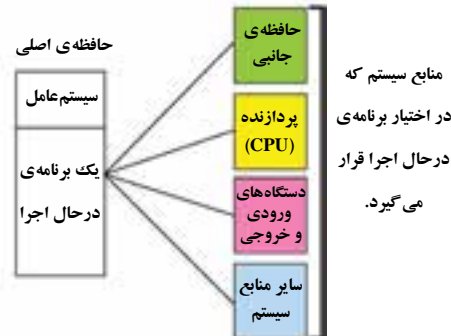 منابع سیستم که
در اختیار برنامه‌ی
درحال اجرا قرار
می‌گیرد.
حافظه‌ی
جانبی
پردازنده
(CPU)
دستگاه‌های
ورودی
و خروجی
سایر منابع
سیستم
حافظه‌ی اصلی
سیستم‌عامل
یک برنامه‌ی
درحال اجرا